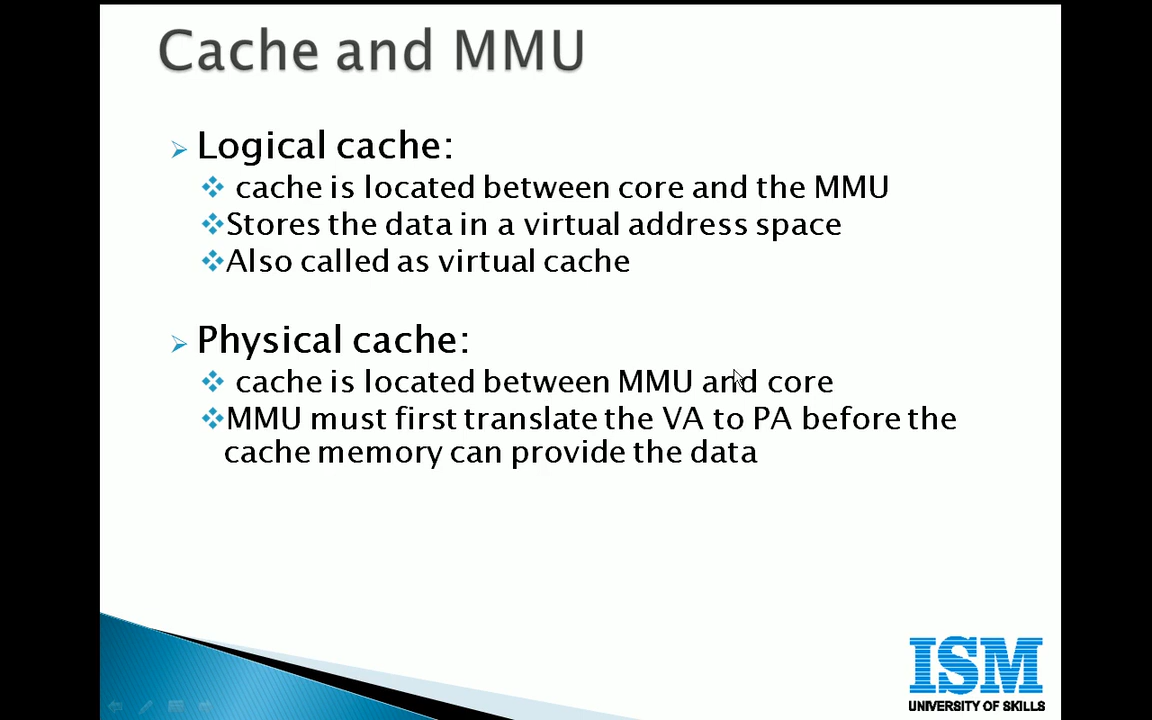 Cache and MMU
Logical cache:
cache is located between core and the MMU
Stores the data in a virtual address space
Also called as virtual cache
Physical cache:
cache is located between MMU and core
MMU must first translate the VA to PA before the
cache memory can provide the data
ISM
UNIVERSITY OF SKILLS